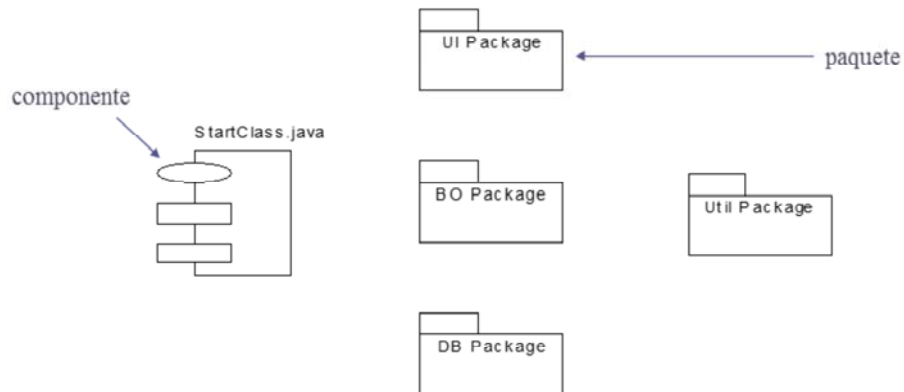 UI Package
paquete
componente
StartClass.java
BO Package
Util Package
DB Package